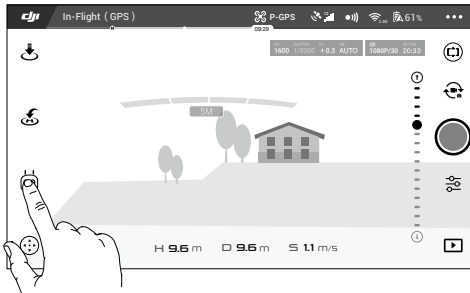 dji In-Flight ( GPS ) P-GPS 61% •••
H 09:29
1600 1/8000 +0.3 AUTO 1080P/30 20:33
5M
H 9.6 m D 9.6 m S 1.1 m/s